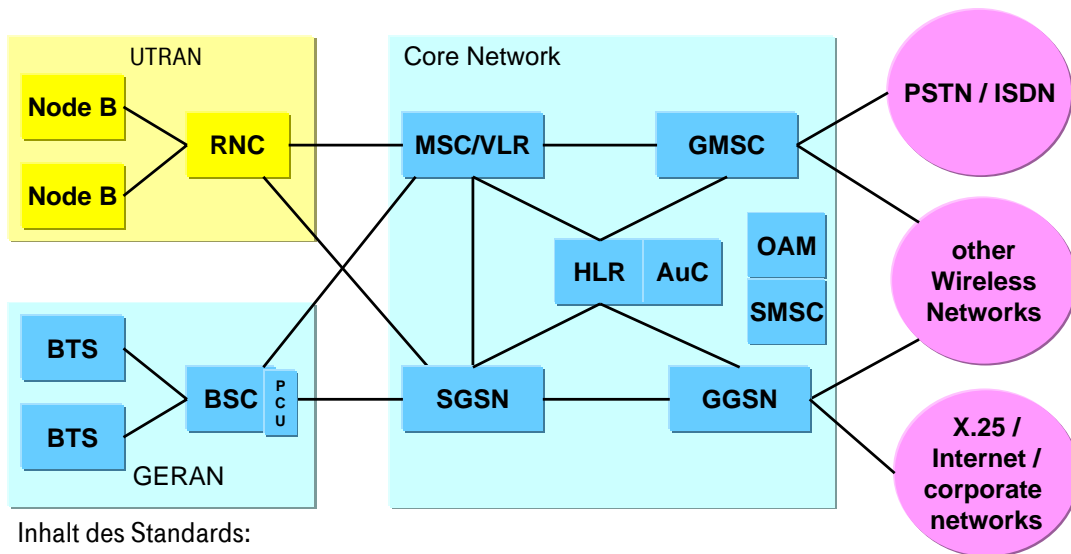 UTRAN
Node B
Node B
RNC
Core Network
MSC/VLR
GMSC
HLR
AuC
OAM
SMSC
SGSN
GGSN
BTS
BTS
BSC
P
C
U
GERAN
PSTN / ISDN
other
Wireless
Networks
X.25 /
Internet /
corporate
networks
Inhalt des Standards: